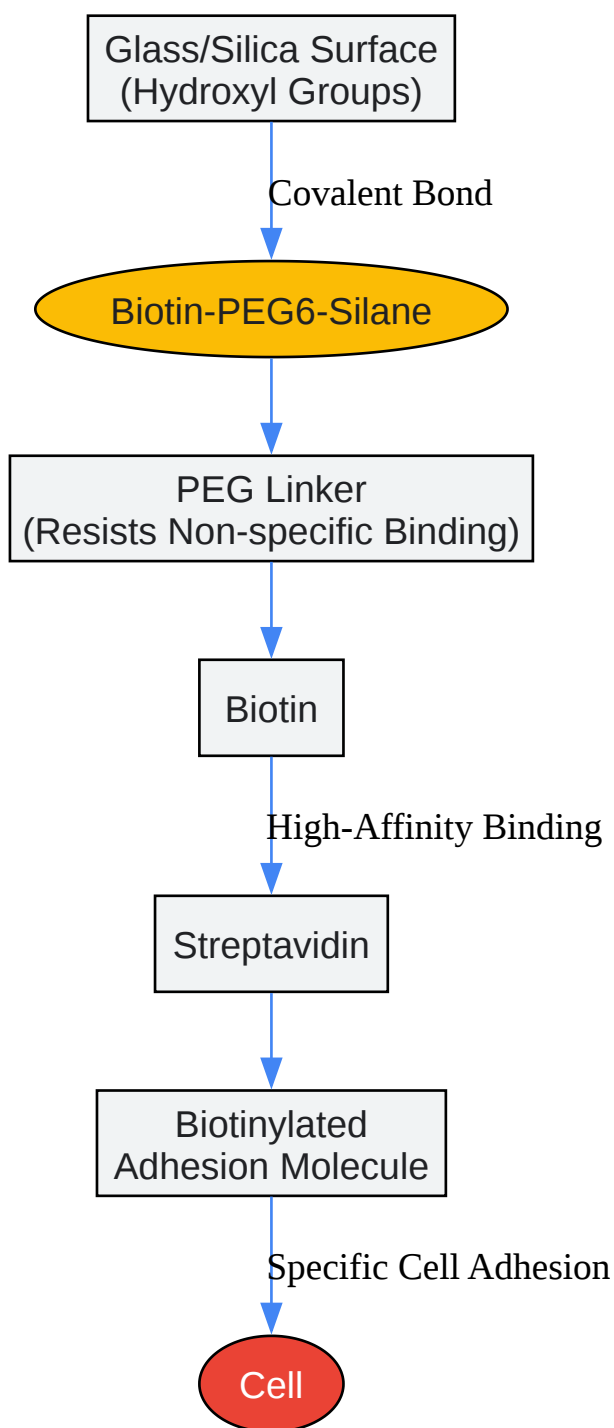 Glass/Silica Surface
(Hydroxyl Groups)
Covalent Bond
Biotin-PEG6-Silane
PEG Linker
(Resists Non-specific Binding)
Biotin
High-Affinity Binding
Streptavidin
Biotinylated
Adhesion Molecule
Specific Cell Adhesion
Cell